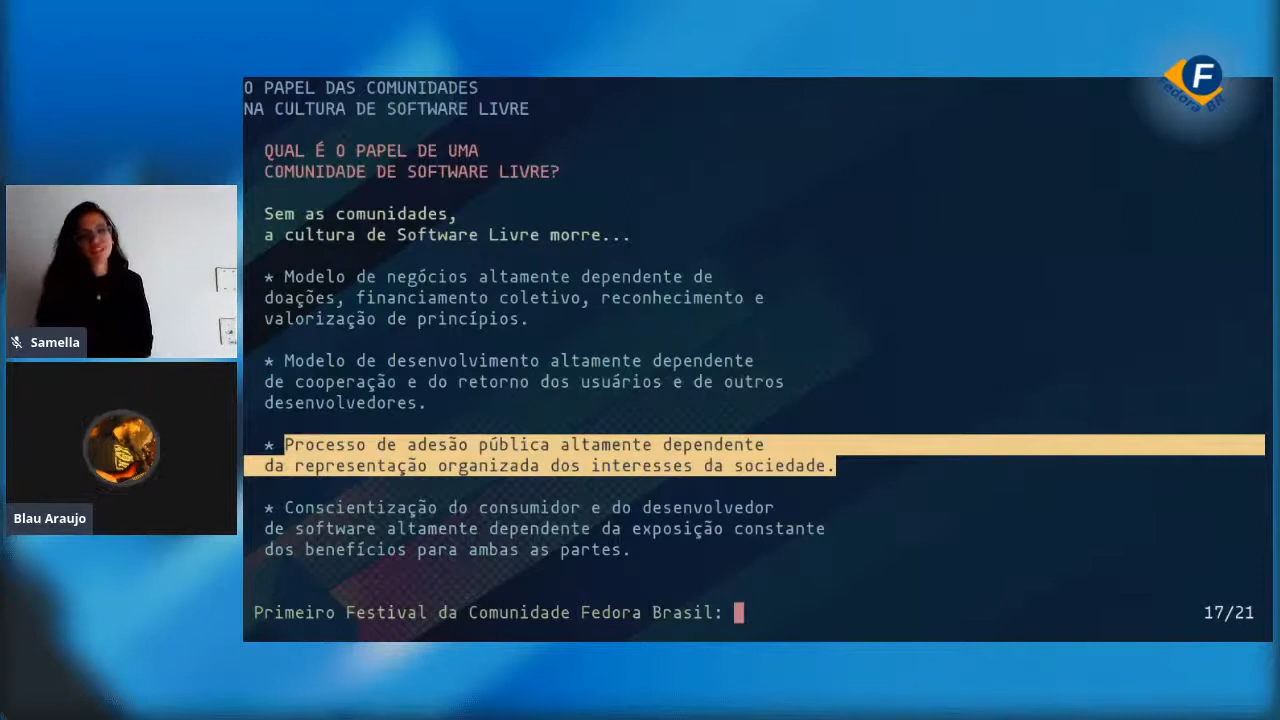 O PAPEL DAS COMUNIDADES
NA CULTURA DE SOFTWARE LIVRE
QUAL É O PAPEL DE UMA
COMUNIDADE DE SOFTWARE LIVRE?
Sem as comunidades,
a cultura de Software Livre morre...
* Modelo de negócios altamente dependente de
doações, financiamento coletivo, reconhecimento e
valorização de princípios.
* Modelo de desenvolvimento altamente dependente
de cooperação e do retorno dos usuários e de outros
desenvolvedores.
* Processo de adesão pública altamente dependente
da representação organizada dos interesses da sociedade.
* Conscientização do consumidor e do desenvolvedor
de software altamente dependente da exposição constante
dos benefícios para ambas as partes.
Primeiro Festival da Comunidade Fedora Brasil:
17/21
Samella
Blau Araujo
F
Fedora BR